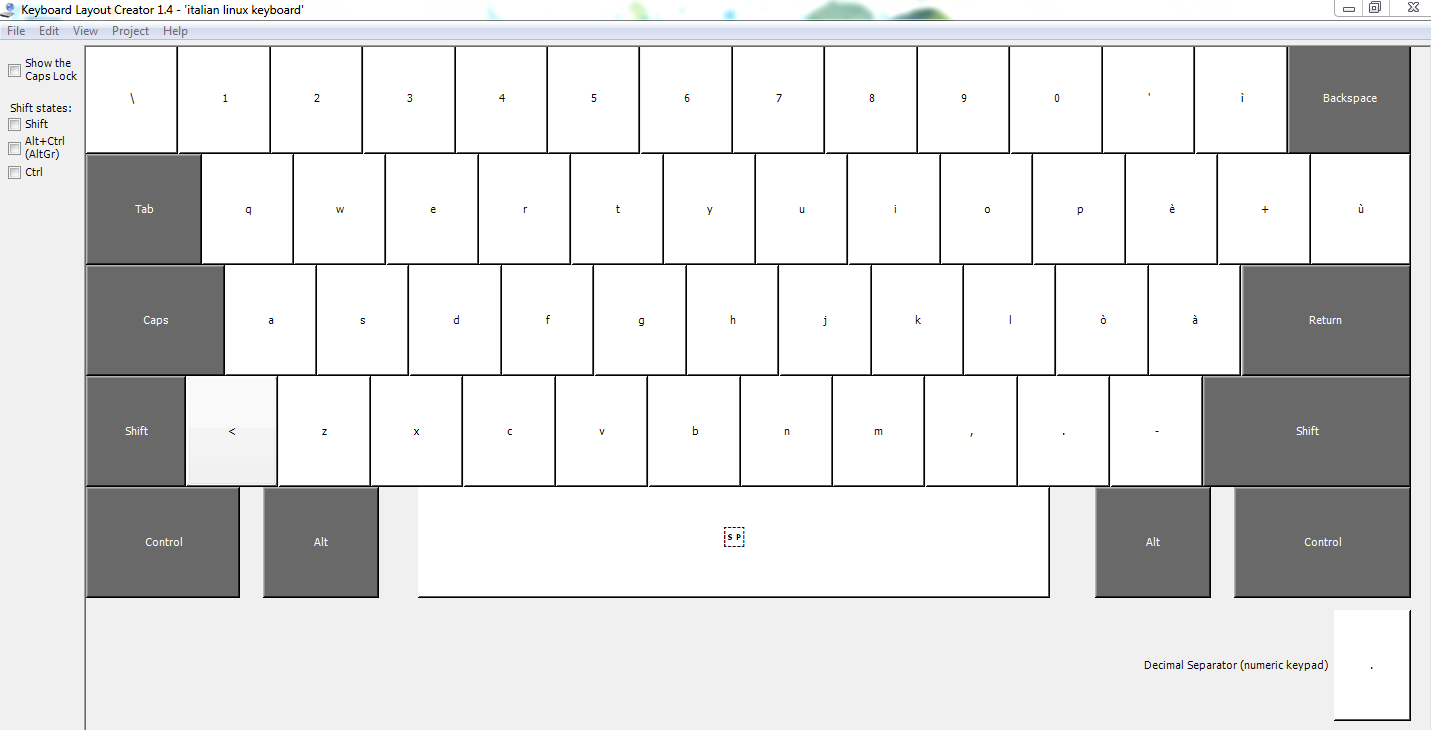 Keyboard Layout Creator 1.4 - 'italian linux keyboard'
File Edit View Project Help
Show the
Caps Lock
Shift states:
Shift
Alt+Ctrl
(AltGr)
Ctrl
\ 1 2 3 4 5 6 7 8 9 0 ' ì Backspace
Tab q w e r t y u i o p è + ù
Caps a s d f g h j k l ò à Return
Shift < z x c v b n m , . - Shift
Control Alt SP Alt Control
Decimal Separator (numeric keypad) .